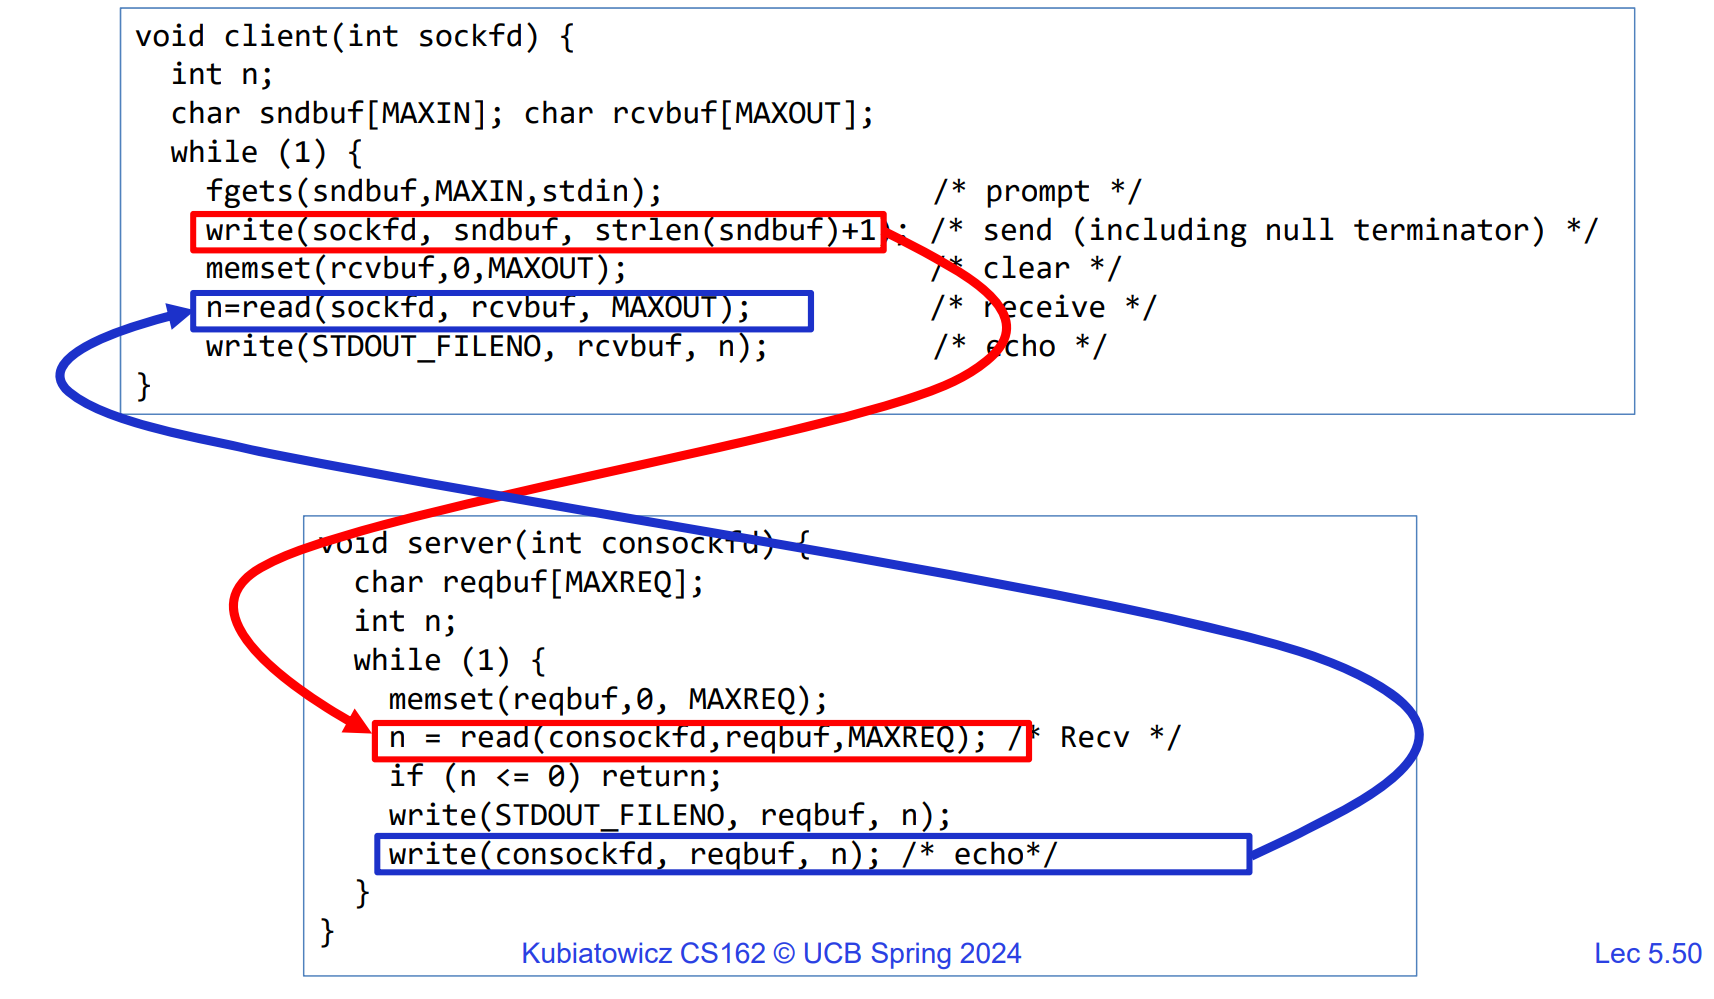 void client(int sockfd) {
int n;
char sndbuf[MAXIN]; char rcvbuf[MAXOUT];
while (1) {
fgets(sndbuf,MAXIN,stdin); /* prompt */
write(sockfd, sndbuf, strlen(sndbuf)+1); /* send (including null terminator) */
memset(rcvbuf,0,MAXOUT); /* clear */
n=read(sockfd, rcvbuf, MAXOUT); /* receive */
write(STDOUT_FILENO, rcvbuf, n); /* echo */
}
void server(int consockfd) {
char reqbuf[MAXREQ];
int n;
while (1) {
memset(reqbuf,0, MAXREQ);
n = read(consockfd,reqbuf,MAXREQ); /* Recv */
if (n <= 0) return;
write(STDOUT_FILENO, reqbuf, n);
write(consockfd, reqbuf, n); /* echo*/
}
}
Kubiatowicz CS162 © UCB Spring 2024
Lec 5.50